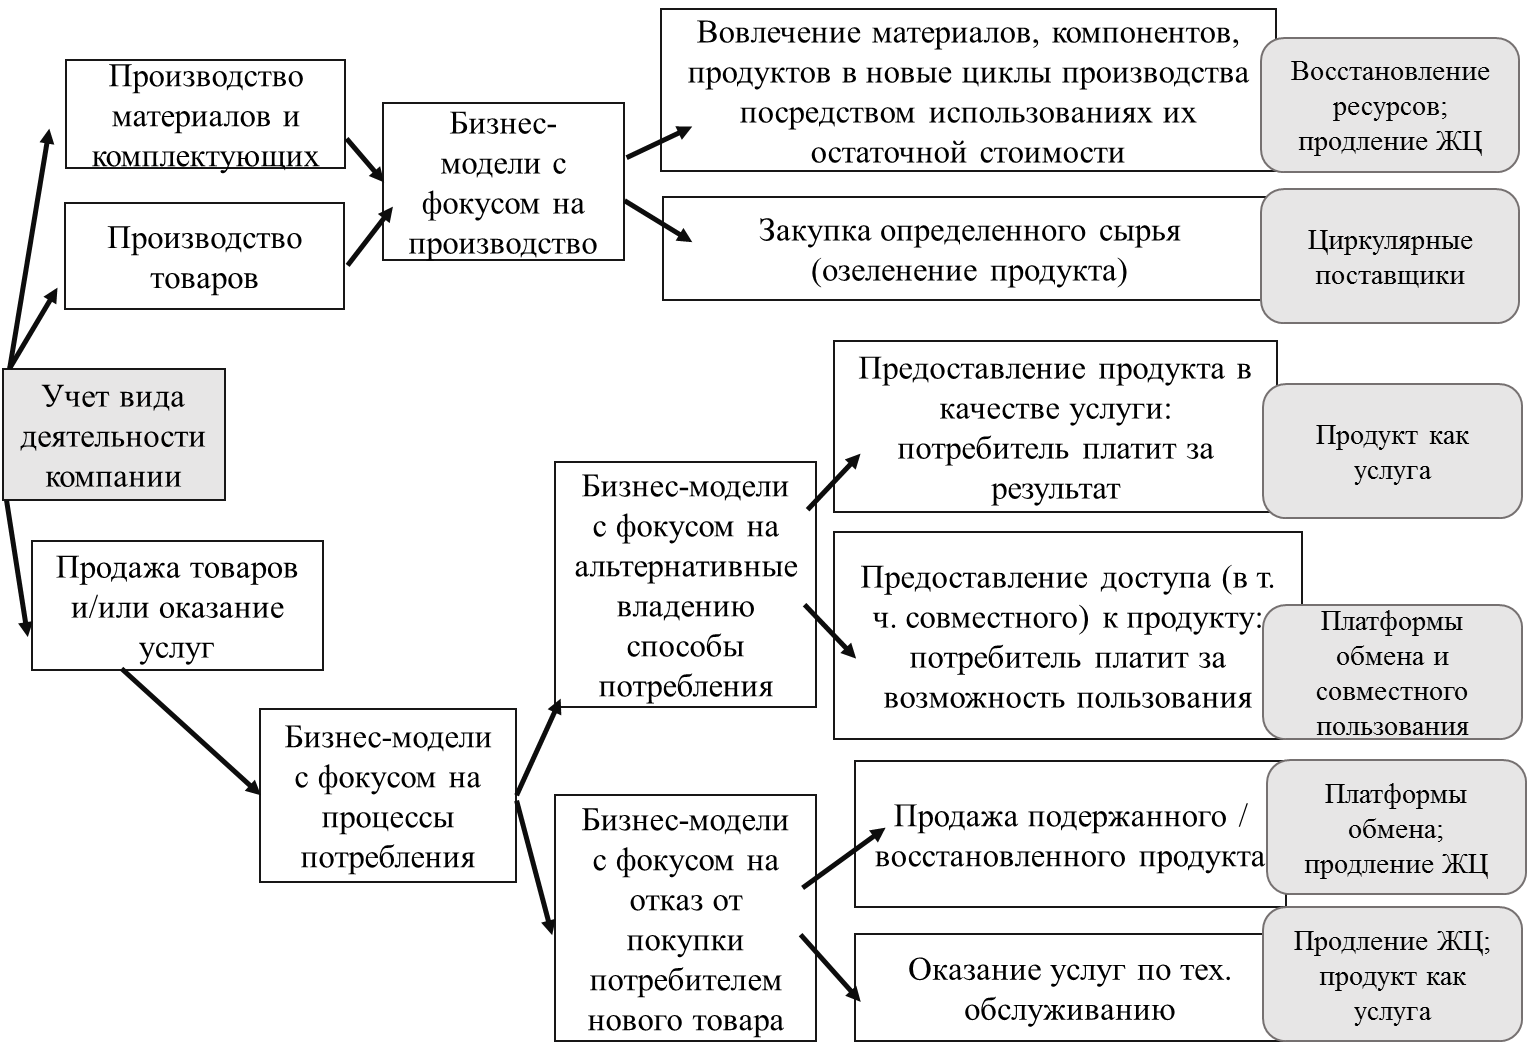 Производство
материалов и
комплектующих
Производство
товаров
Учет вида
деятельности
компании
Продажа товаров
и/или оказание
услуг
Бизнес-
модели с
фокусом на
производство
Бизнес-модели
с фокусом на
процессы
потребления
Бизнес-модели
с фокусом на
альтернативные
владению
способы
потребления
Бизнес-модели
с фокусом на
отказ от
покупки
потребителем
нового товара
Вовлечение материалов, компонентов,
продуктов в новые циклы производства
посредством использованиях их
остаточной стоимости
Восстановление
ресурсов;
продление ЖЦ
Закупка определенного сырья
(озеленение продукта)
Циркулярные
поставщики
Предоставление продукта в
качестве услуги:
потребитель платит за
результат
Продукт как
услуга
Предоставление доступа (в т.
ч. совместного) к продукту:
потребитель платит за
возможность пользования
Платформы
обмена и
совместного
пользования
Продажа подержанного /
восстановленного продукта
Платформы
обмена;
продление ЖЦ
Оказание услуг по тех.
обслуживанию
Продление ЖЦ;
продукт как
услуга